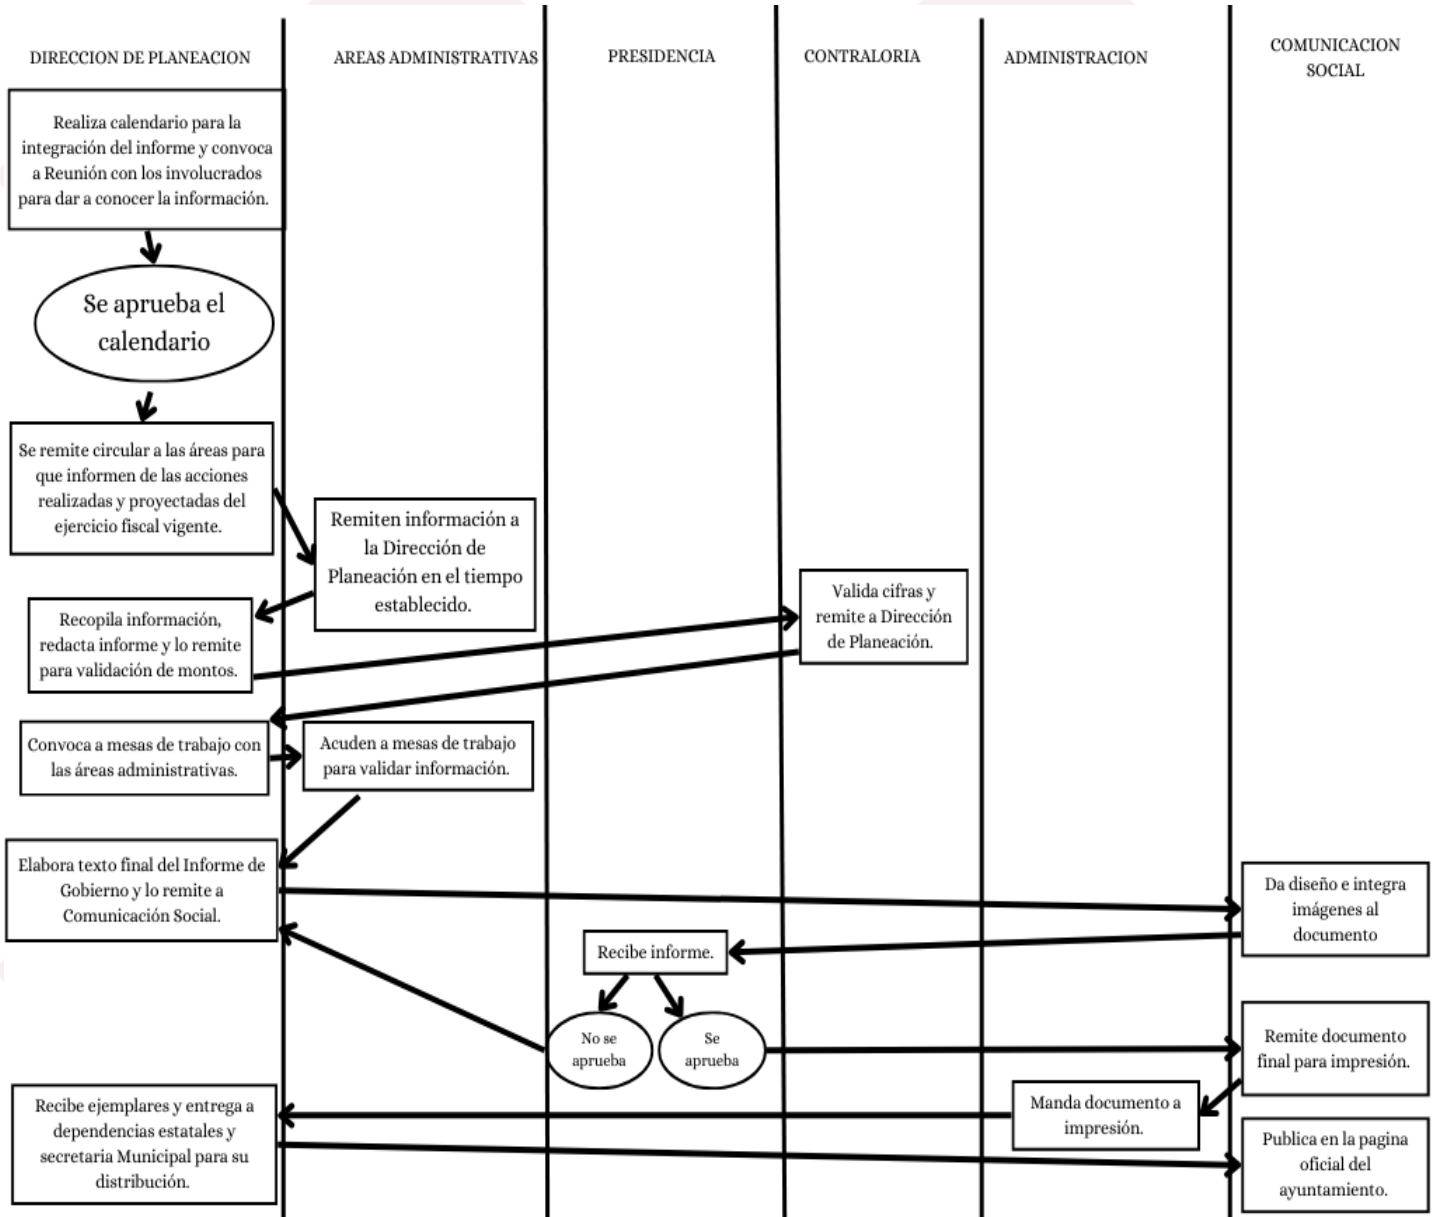 DIRECCION DE PLANEACION
AREAS ADMINISTRATIVAS
PRESIDENCIA
CONTRALORIA
ADMINISTRACION
COMUNICACION
SOCIAL
Realiza calendario para la
integración del informe y convoca
a Reunión con los involucrados
para dar a conocer la información.
Se aprueba el
calendario
Se remite circular a las áreas para
que informen de las acciones
realizadas y proyectadas del
ejercicio fiscal vigente.
Remiten información a
la Dirección de
Planeación en el tiempo
establecido.
Recopila información,
redacta informe y lo remite
para validación de montos.
Valida cifras y
remite a Dirección
de Planeación.
Convoca a mesas de trabajo con
las áreas administrativas.
Acuden a mesas de trabajo
para validar información.
Elabora texto final del Informe de
Gobierno y lo remite a
Comunicación Social.
Da diseño e integra
imágenes al
documento
Recibe informe.
No se
aprueba
Se
aprueba
Remite documento
final para impresión.
Manda documento a
impresión.
Recibe ejemplares y entrega a
dependencias estatales y
secretaria Municipal para su
distribución.
Publica en la pagina
oficial del
ayuntamiento.